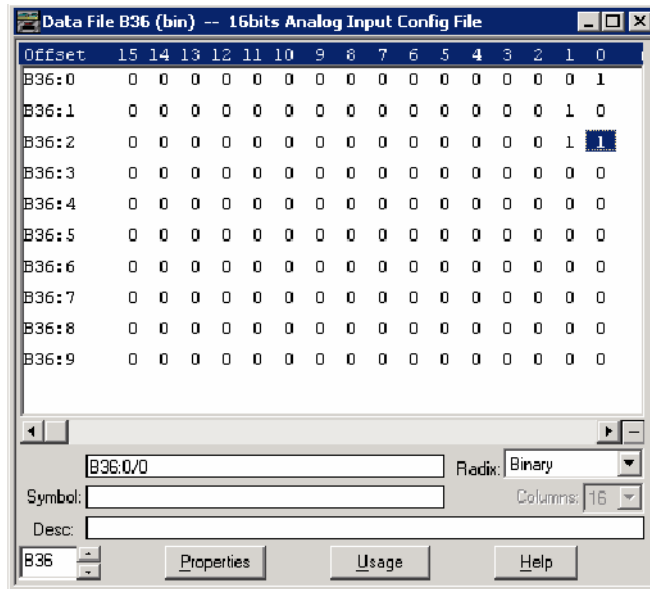 Data File B36 (bin) -- 16bits Analog Input Config File
Offset 15 14 13 12 11 10 9 8 7 6 5 4 3 2 1 0
B36:0 0 0 0 0 0 0 0 0 0 0 0 0 0 0 0 1
B36:1 0 0 0 0 0 0 0 0 0 0 0 0 0 0 1 0
B36:2 0 0 0 0 0 0 0 0 0 0 0 0 0 0 1 1
B36:3 0 0 0 0 0 0 0 0 0 0 0 0 0 0 0 0
B36:4 0 0 0 0 0 0 0 0 0 0 0 0 0 0 0 0
B36:5 0 0 0 0 0 0 0 0 0 0 0 0 0 0 0 0
B36:6 0 0 0 0 0 0 0 0 0 0 0 0 0 0 0 0
B36:7 0 0 0 0 0 0 0 0 0 0 0 0 0 0 0 0
B36:8 0 0 0 0 0 0 0 0 0 0 0 0 0 0 0 0
B36:9 0 0 0 0 0 0 0 0 0 0 0 0 0 0 0 0
B36:0/0 Radix: Binary
Symbol: Columns: 16
Desc:
B36 Properties Usage Help